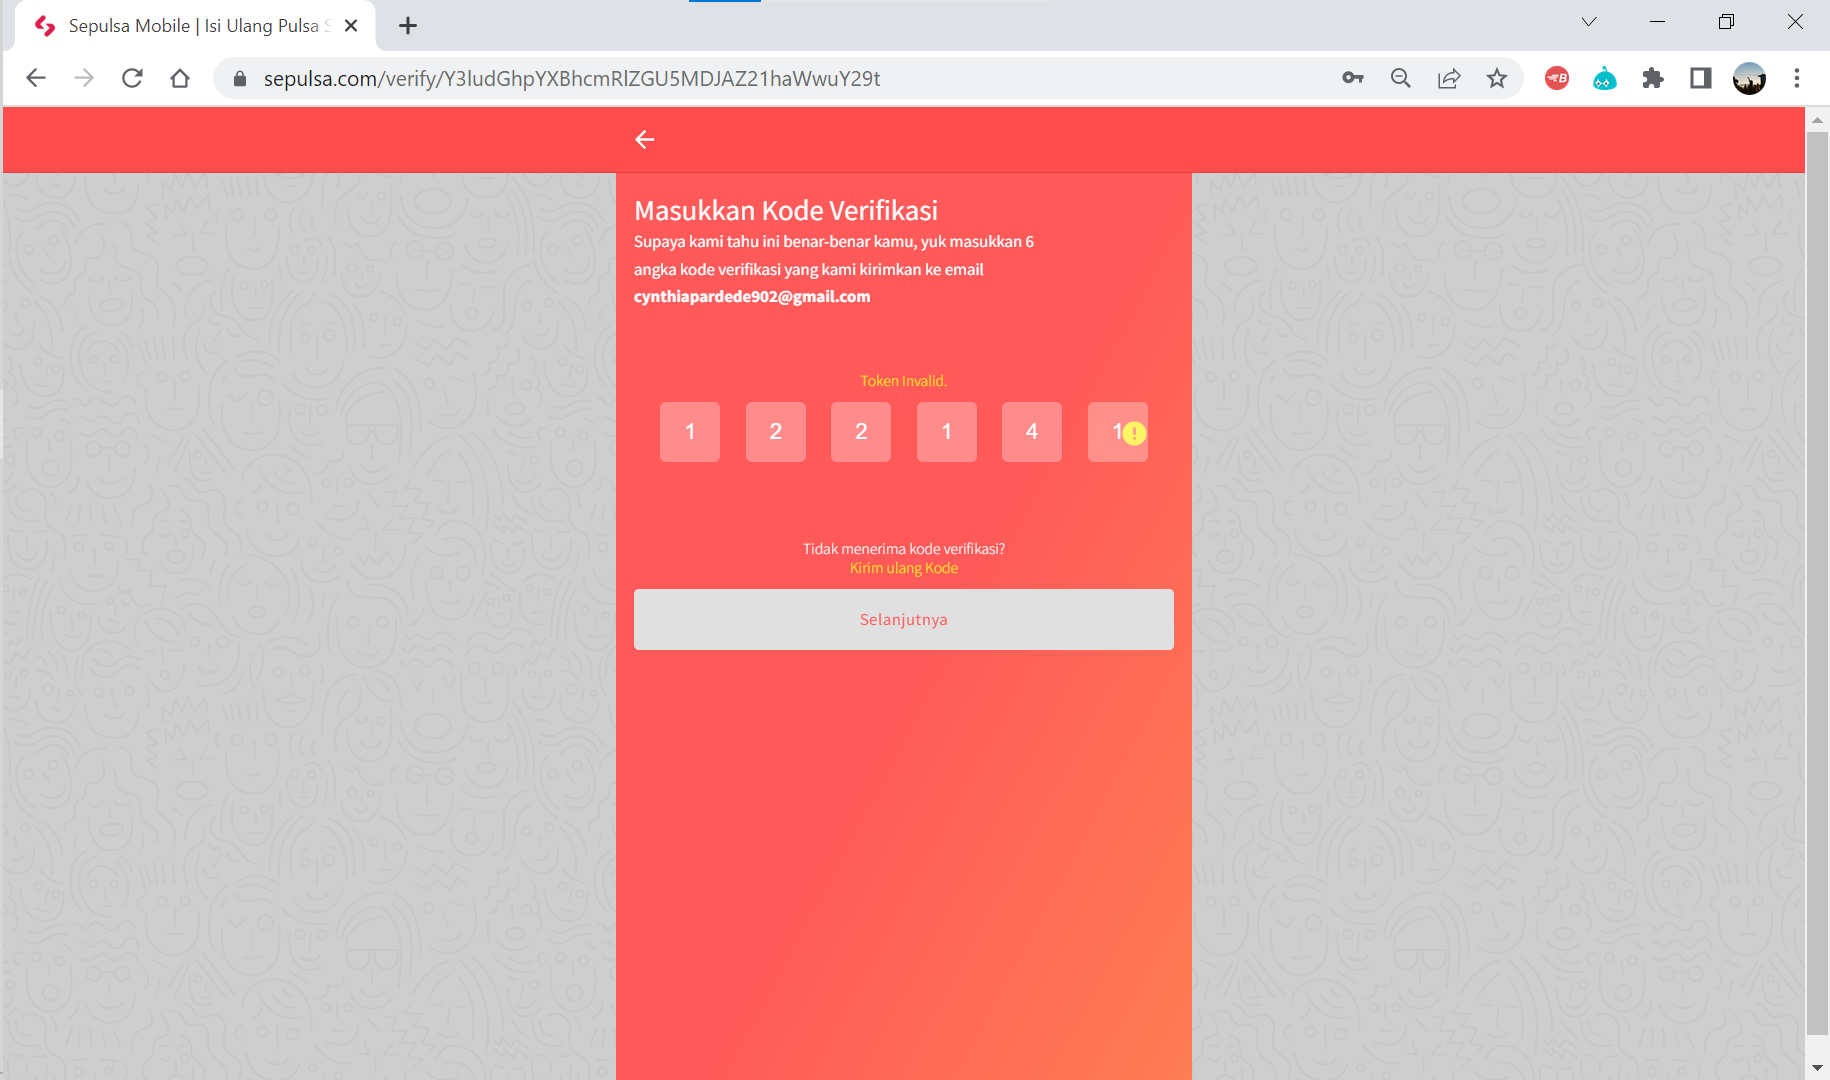 Sepulsa Mobile | Isi Ulang Pulsa S
sepulsa.com/verify/Y3ludGhpYXBhcmRlZGU5MDJAZ21haWwuY29t
Masukkan Kode Verifikasi
Supaya kami tahu ini benar-benar kamu, yuk masukkan 6
angka kode verifikasi yang kami kirimkan ke email
cynthiapardede902@gmail.com
Token Invalid.
1 2 2 1 4 1
Tidak menerima kode verifikasi?
Kirim ulang Kode
Selanjutnya